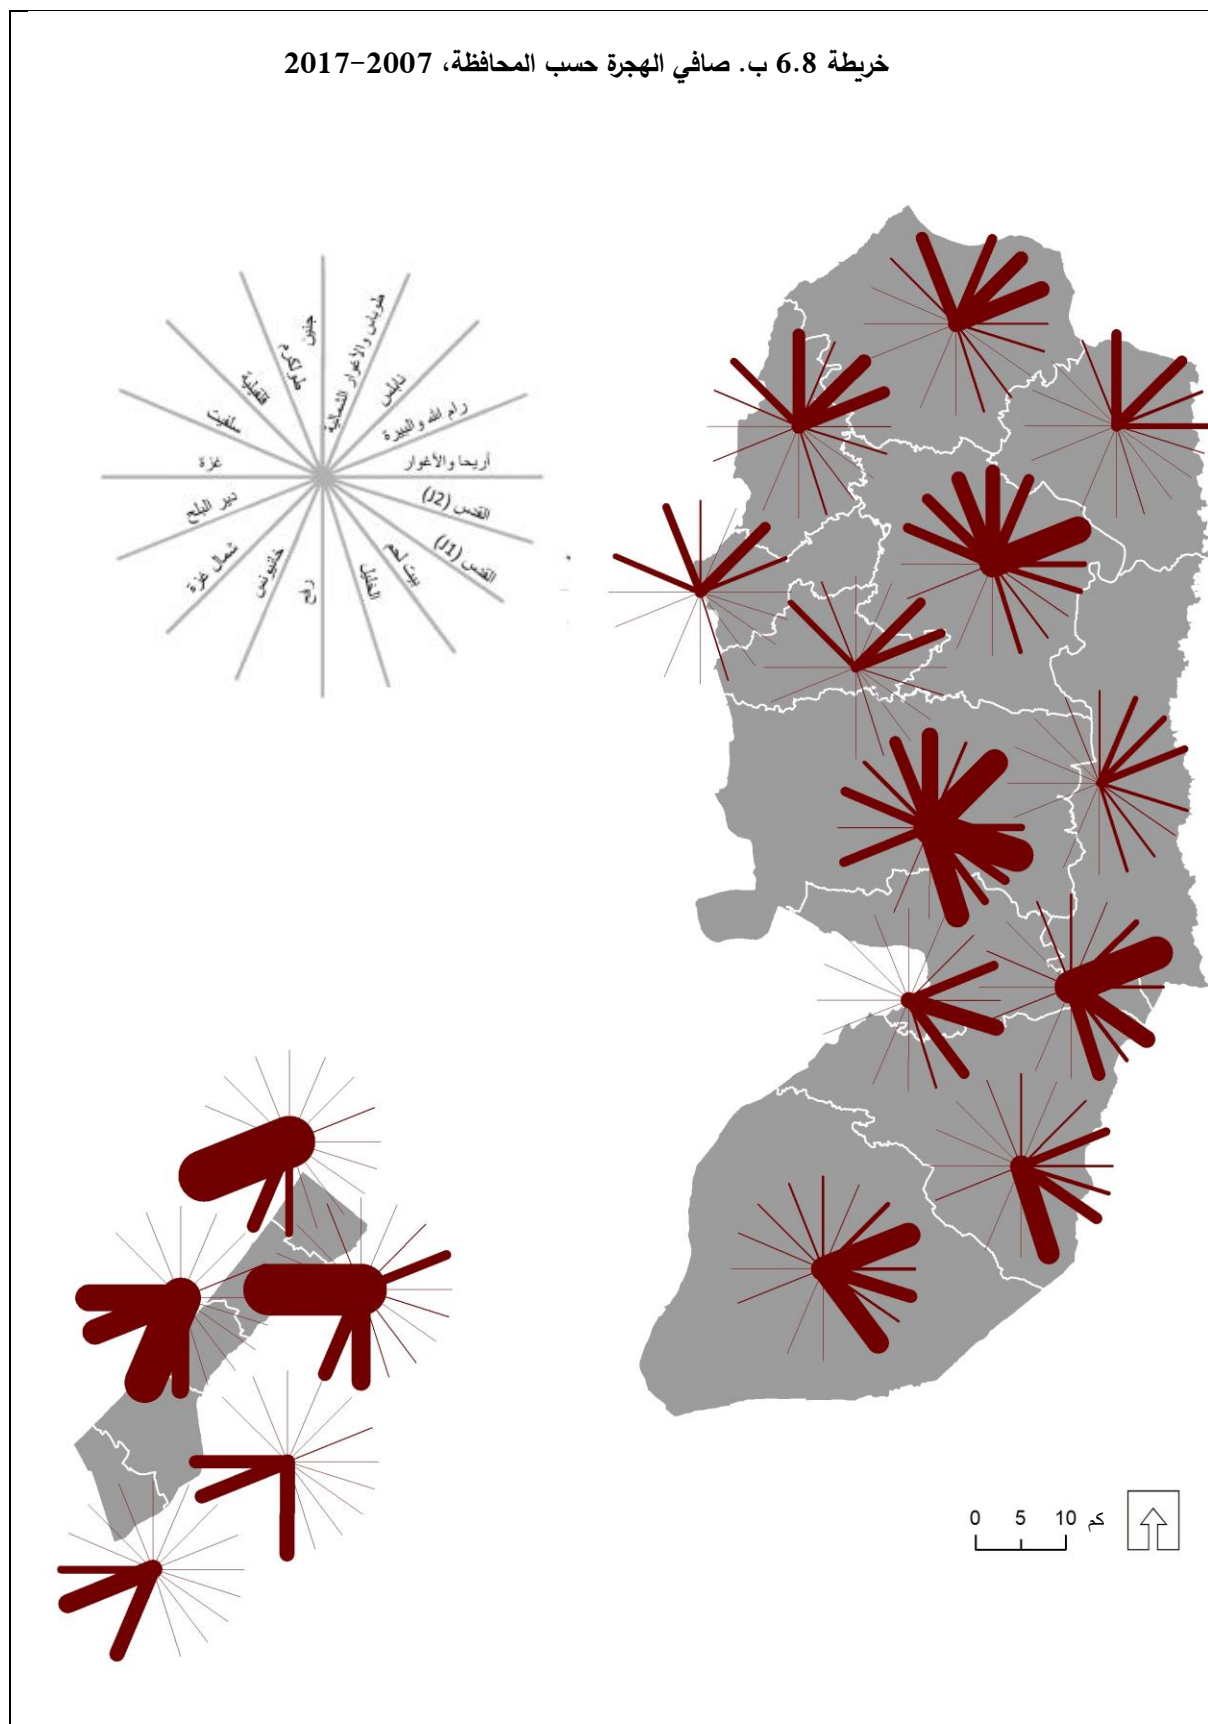 خريطة 6.8 ب. صافي الهجرة حسب المحافظة، 2007-2017
جنين
طوباس والأغوار الشمالية
طولكرم
نابلس
قلقيلية
رام الله والبيرة
سلفيت
أريحا والأغوار
غزة
القدس (J2)
دير البلح
القدس (J1)
شمال غزة
بيت لحم
خانيونس
الخليل
رفح
0 5 10 كم